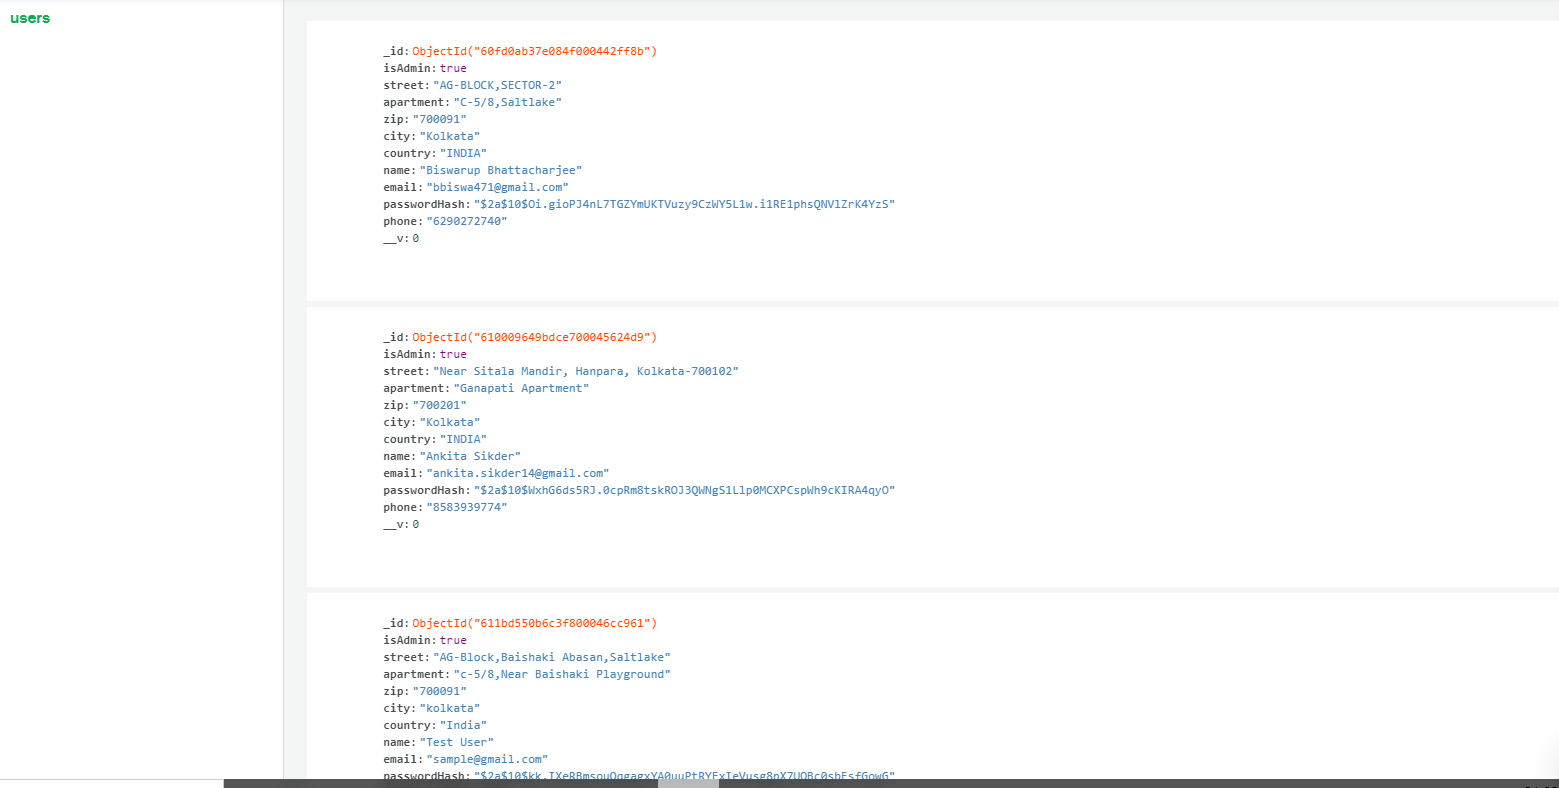 users
_id: ObjectId("60fd0ab37e084f000442ff8b")
isAdmin: true
street: "AG-BLOCK,SECTOR-2"
apartment: "C-5/8,Saltlake"
zip: "700091"
city: "Kolkata"
country: "INDIA"
name: "Biswarup Bhattacharjee"
email: "bbiswa471@gmail.com"
passwordHash: "$2a$10$Oi.gioPJ4nL7TGZYmUKTVuzy9CzWY5L1w.i1RE1phsQNVlZrK4YzS"
phone: "6290272740"
__v: 0
_id: ObjectId("610009649bdce700045624d9")
isAdmin: true
street: "Near Sitala Mandir, Hanpara, Kolkata-700102"
apartment: "Ganapati Apartment"
zip: "700201"
city: "Kolkata"
country: "INDIA"
name: "Ankita Sikder"
email: "ankita.sikder14@gmail.com"
passwordHash: "$2a$10$WxhG6ds5RJ.0cpRm8tskROJ3QWNgS1Llp0MCXPCspWh9cKIRA4qyO"
phone: "8583939774"
__v: 0
_id: ObjectId("611bd550b6c3f800046cc961")
isAdmin: true
street: "AG-Block,Baishaki Abasan,Saltlake"
apartment: "c-5/8,Near Baishaki Playground"
zip: "700091"
city: "kolkata"
country: "India"
name: "Test User"
email: "sample@gmail.com"
passwordHash: